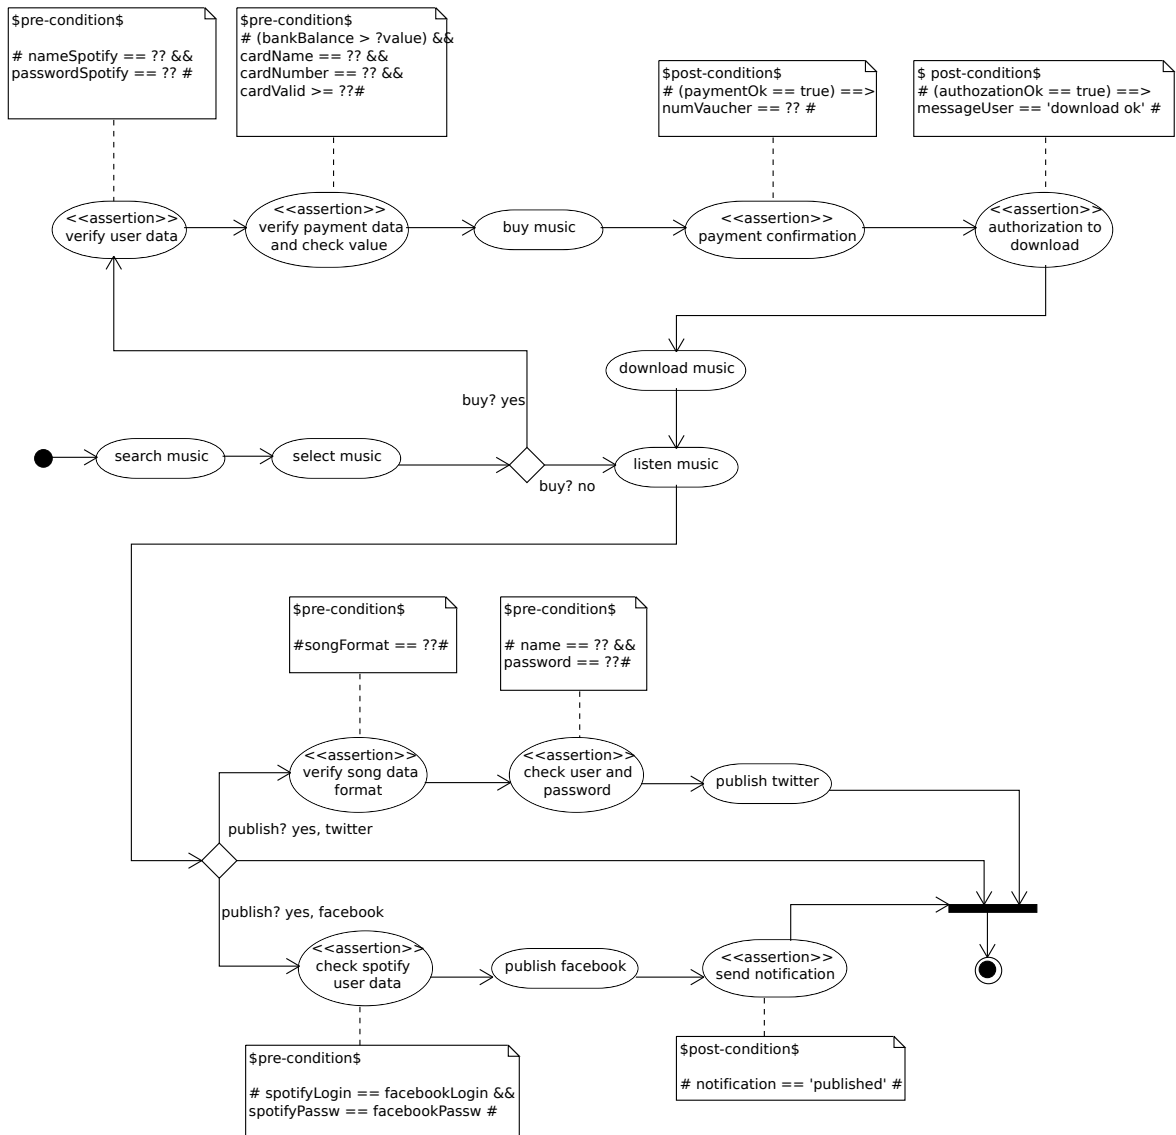 $pre-condition$
# nameSpotify == ?? &&
passwordSpotify == ?? #
$pre-condition$
# (bankBalance > ?value) &&
cardName == ?? &&
cardNumber == ?? &&
cardValid >= ??#
$post-condition$
# (paymentOk == true) ==>
numVaucher == ?? #
$ post-condition$
# (authozationOk == true) ==>
messageUser == 'download ok' #
<<assertion>>
verify user data
<<assertion>>
verify payment data
and check value
buy music
<<assertion>>
payment confirmation
<<assertion>>
authorization to
download
download music
buy? yes
search music
select music
listen music
buy? no
$pre-condition$
#songFormat == ??#
$pre-condition$
# name == ?? &&
password == ??#
<<assertion>>
verify song data
format
<<assertion>>
check user and
password
publish twitter
publish? yes, twitter
publish? yes, facebook
<<assertion>>
check spotify
user data
publish facebook
<<assertion>>
send notification
$pre-condition$
# spotifyLogin == facebookLogin &&
spotifyPassw == facebookPassw #
$post-condition$
# notification == 'published' #